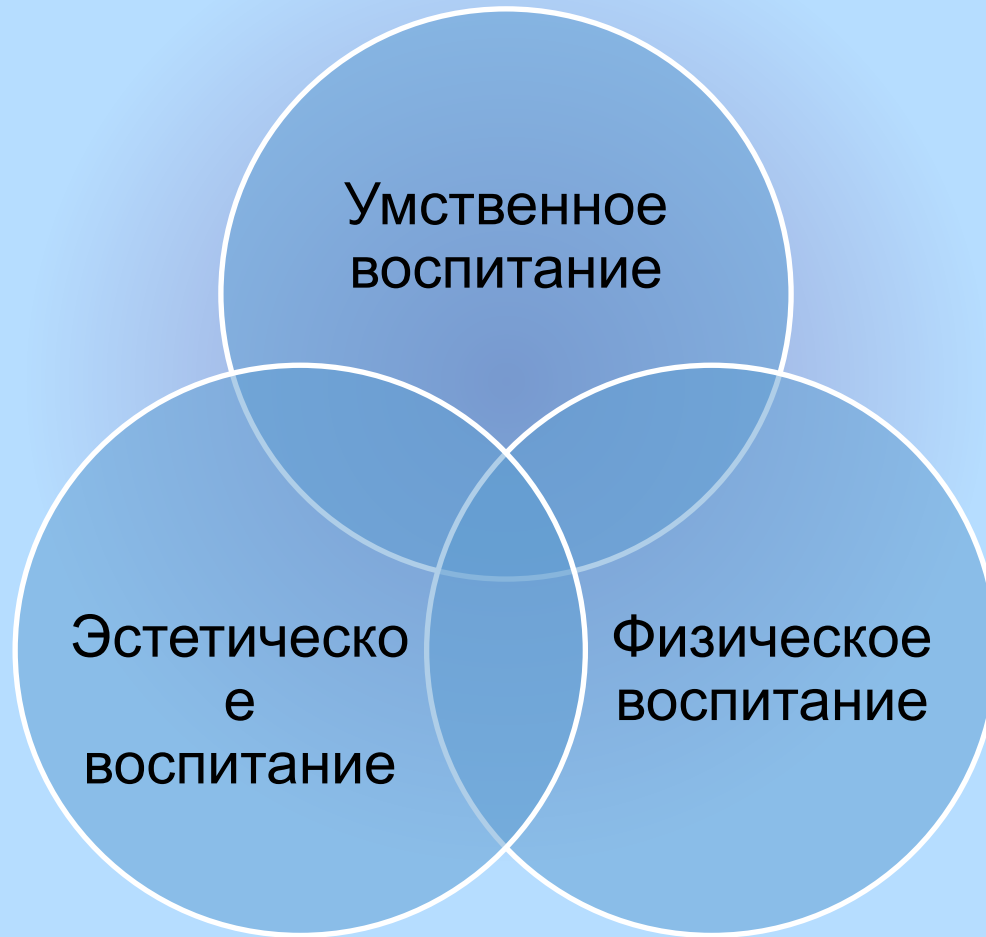 Умственное
воспитание
Эстетическо
е
воспитание
Физическое
воспитание